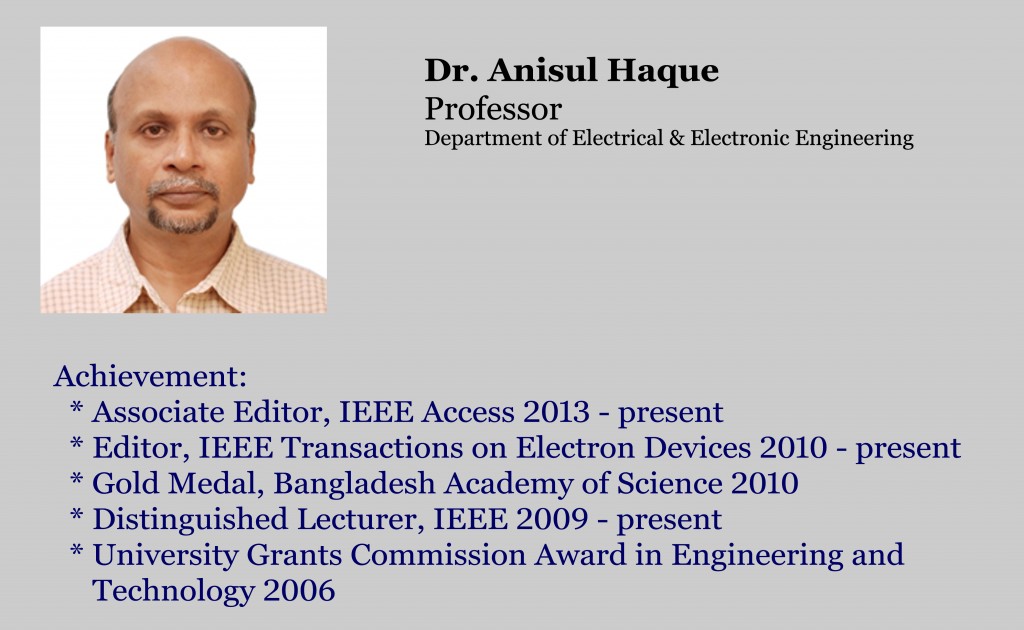 Dr. Anisul Haque
Professor
Department of Electrical & Electronic Engineering
Achievement:
* Associate Editor, IEEE Access 2013 - present
* Editor, IEEE Transactions on Electron Devices 2010 - present
* Gold Medal, Bangladesh Academy of Science 2010
* Distinguished Lecturer, IEEE 2009 - present
* University Grants Commission Award in Engineering and
Technology 2006